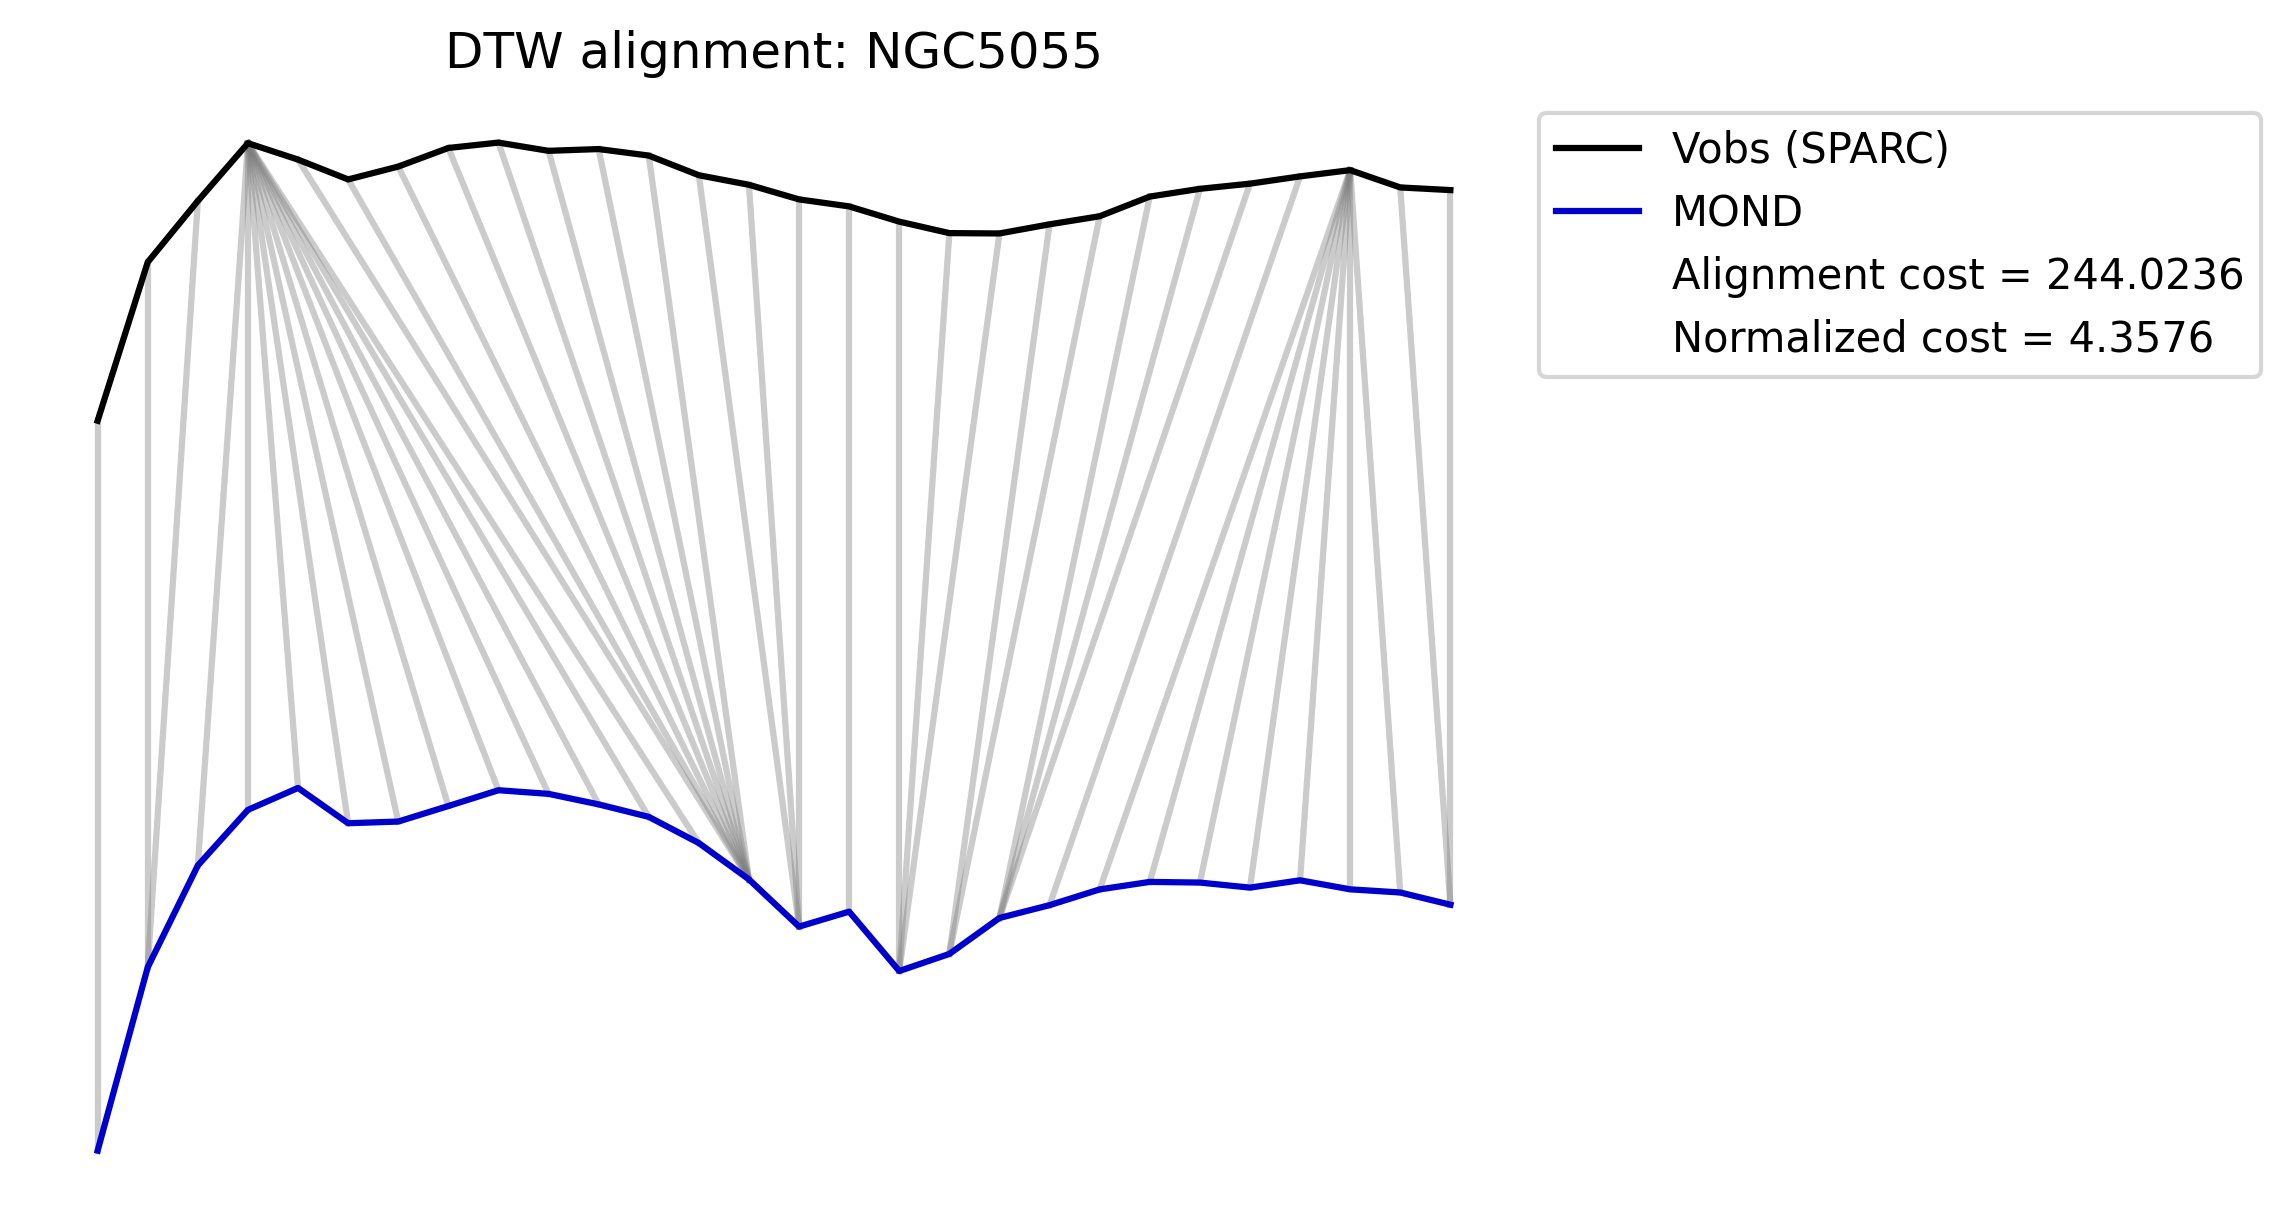 DTW alignment: NGC5055
Vobs (SPARC)
MOND
Alignment cost = 244.0236
Normalized cost = 4.3576